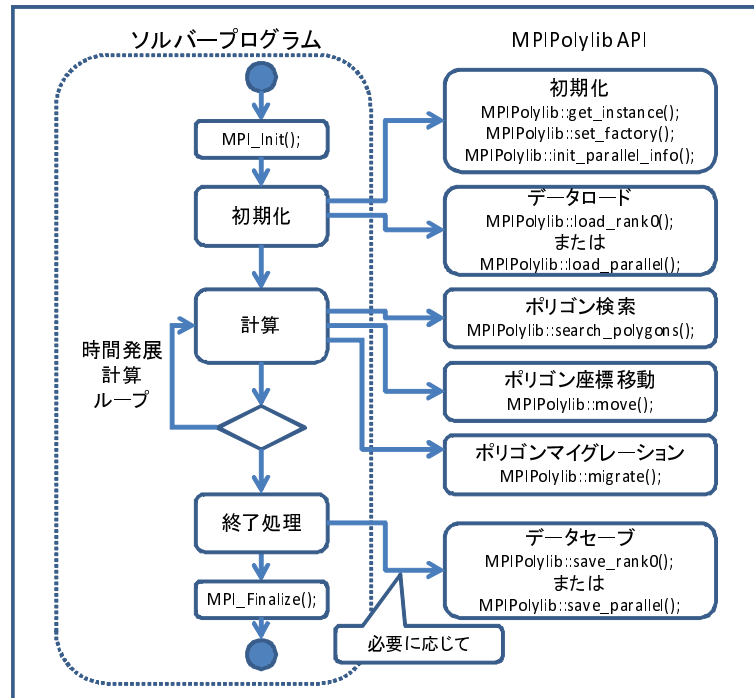 ソルバープログラム
MPIPolylib API
MPI_Init();
初期化
計算
時間発展
計算
ループ
終了処理
MPI_Finalize();
初期化
MPIPolylib::get_instance();
MPIPolylib::set_factory();
MPIPolylib::init_parallel_info();
データロード
MPIPolylib::load_rank0();
または
MPIPolylib::load_parallel();
ポリゴン検索
MPIPolylib::search_polygons();
ポリゴン座標移動
MPIPolylib::move();
ポリゴンマイグレーション
MPIPolylib::migrate();
データセーブ
MPIPolylib::save_rank0();
または
MPIPolylib::save_parallel();
必要に応じて